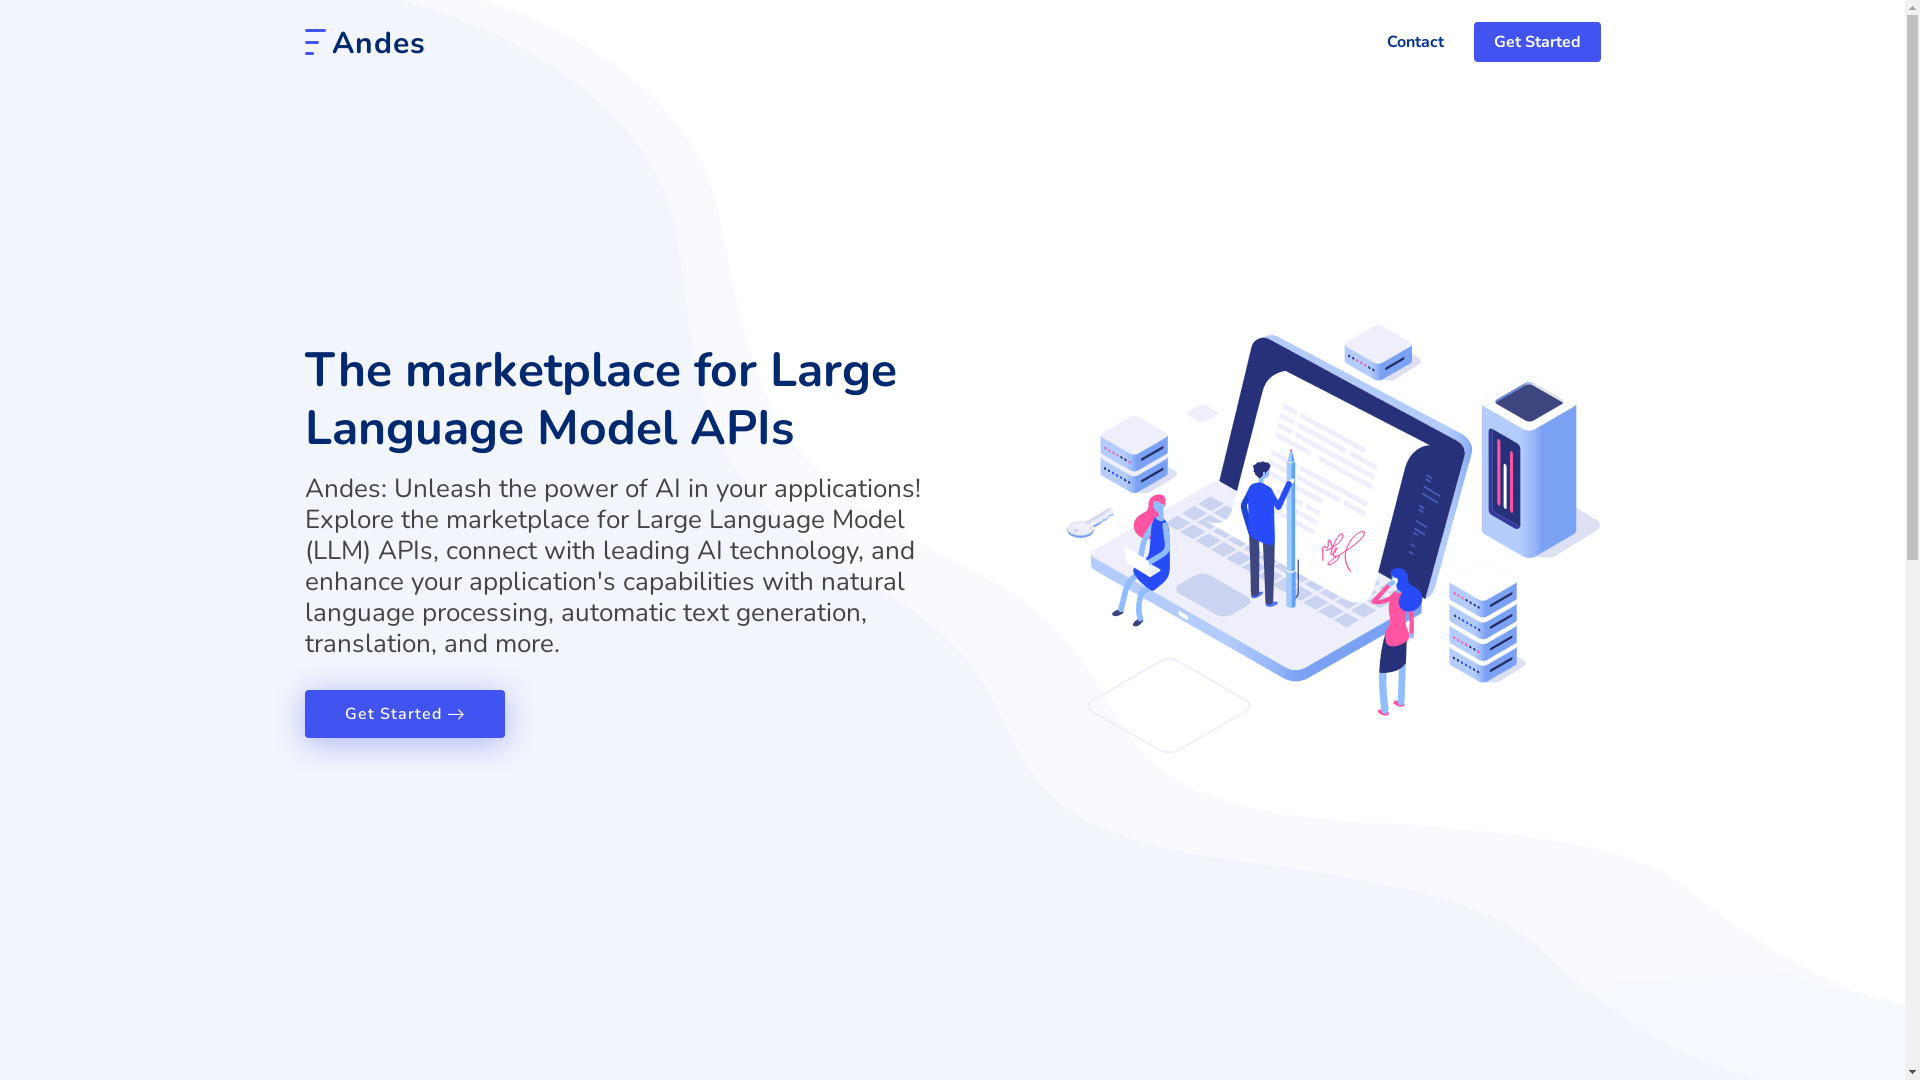 Andes
Contact
Get Started
The marketplace for Large
Language Model APIs
Andes: Unleash the power of AI in your applications!
Explore the marketplace for Large Language Model
(LLM) APIs, connect with leading AI technology, and
enhance your application's capabilities with natural
language processing, automatic text generation,
translation, and more.
Get Started →